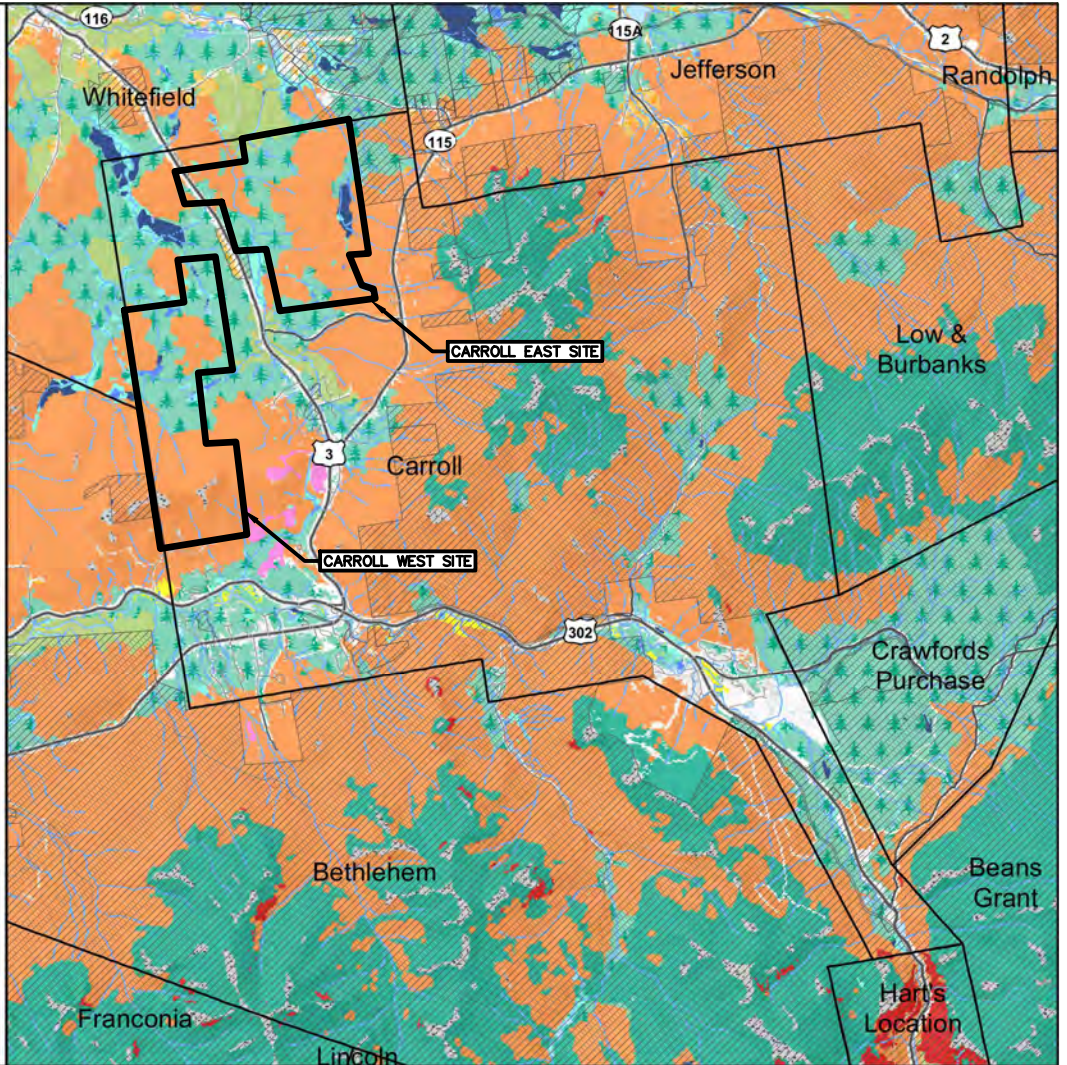 116
115A
2
Jefferson
Randolph
Whitefield
115
Low &
Burbanks
CARROLL EAST SITE
3
Carroll
CARROLL WEST SITE
302
Crawfords
Purchase
Bethlehem
Beans
Grant
Hart's
Location
Franconia
Lincoln